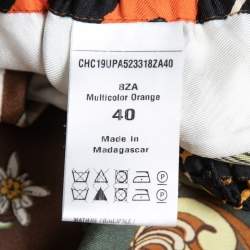 CHC19UPA523318ZA40
8ZA
Multicolor Orange
40
Made in
Madagascar
P